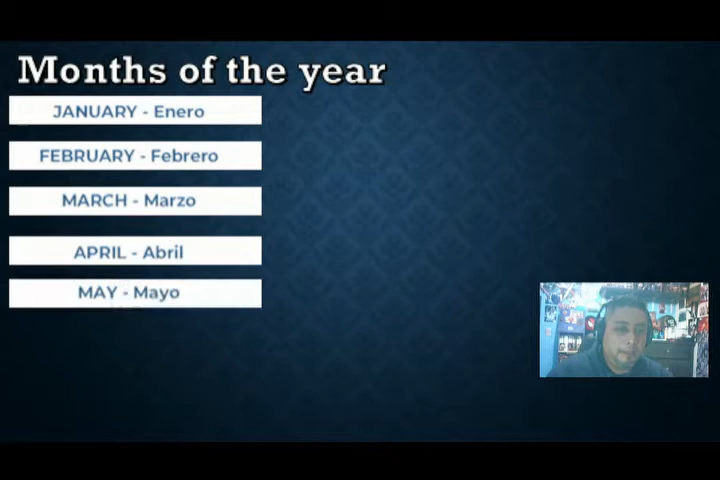 Months of the year
JANUARY - Enero
FEBRUARY - Febrero
MARCH - Marzo
APRIL - Abril
MAY - Mayo